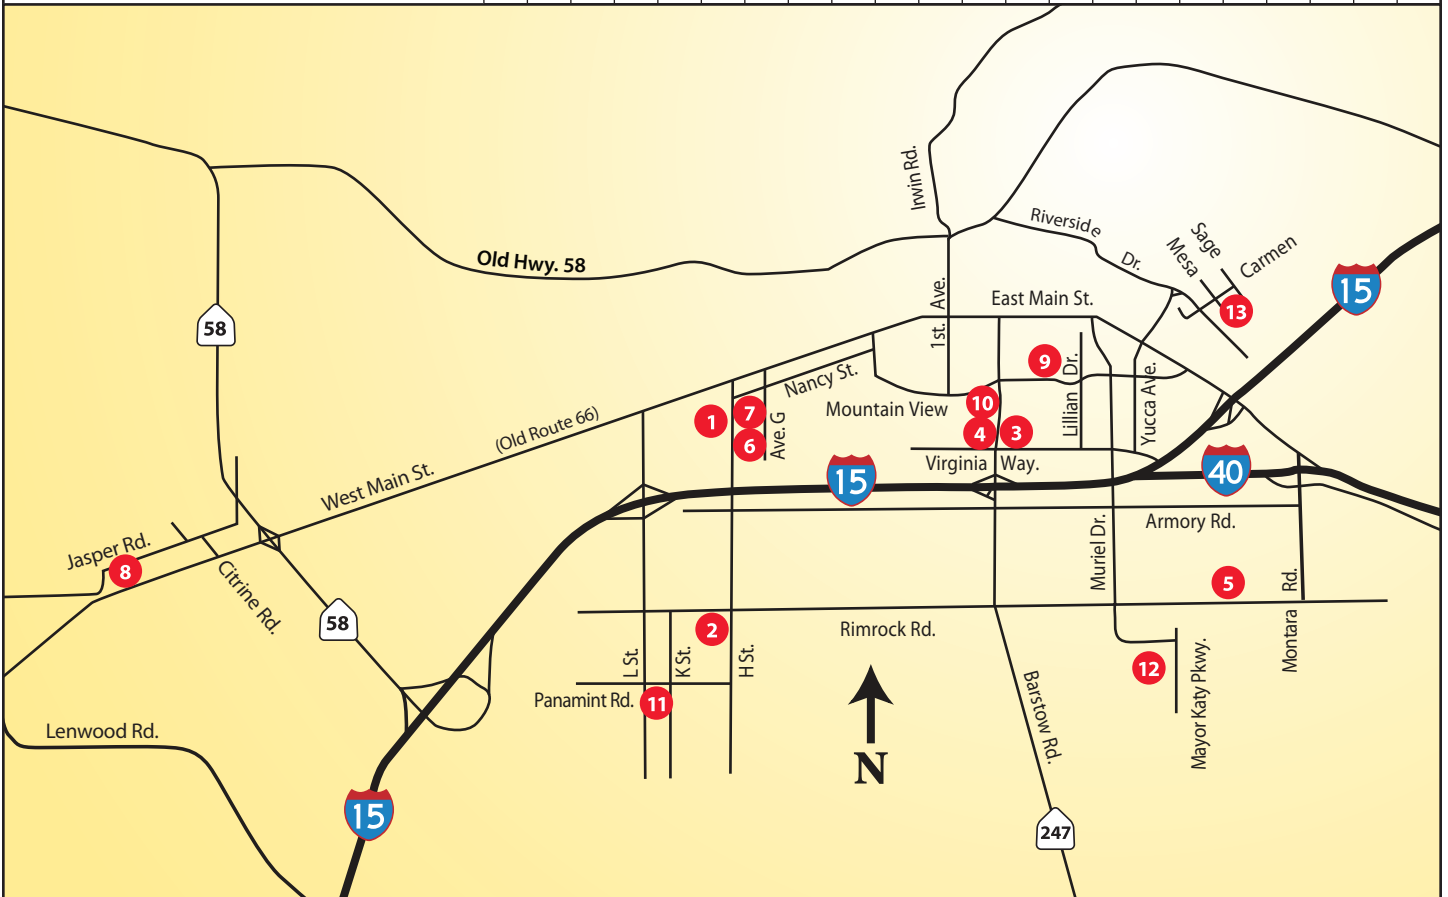 Irwin Rd.
Riverside
Dr.
Sage
Mesa
Carmen
Old Hwy. 58
15
13
58
1st. Ave.
East Main St.
9
Lillian Dr.
Yucca Ave.
Nancy St.
10
1
7
6
Ave. G
Mountain View
4
3
(Old Route 66)
Virginia Way.
West Main St.
15
40
Armory Rd.
Jasper Rd.
8
Citrine Rd.
Muriel Dr.
5
Montara Rd.
58
2
Rimrock Rd.
L St.
K St.
H St.
12
Mayor Katy Pkwy.
Panamint Rd.
11
Barstow Rd.
Lenwood Rd.
N
15
247